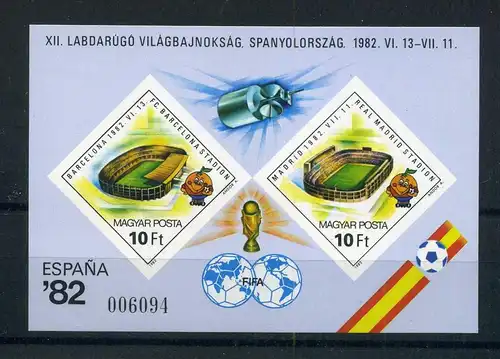 XII. LABDARÚGÓ VILÁGBAJNOKSÁG. SPANYOLORSZÁG. 1982. VI. 13–VII. 11.
BARCELONA 1982. VI. 13.
FC. BARCELONA STADION
MAGYAR POSTA
10 Ft
MADRID 1982. VII. 11.
REAL MADRID STADION
MAGYAR POSTA
10 Ft
ESPAÑA
'82
006094
FIFA